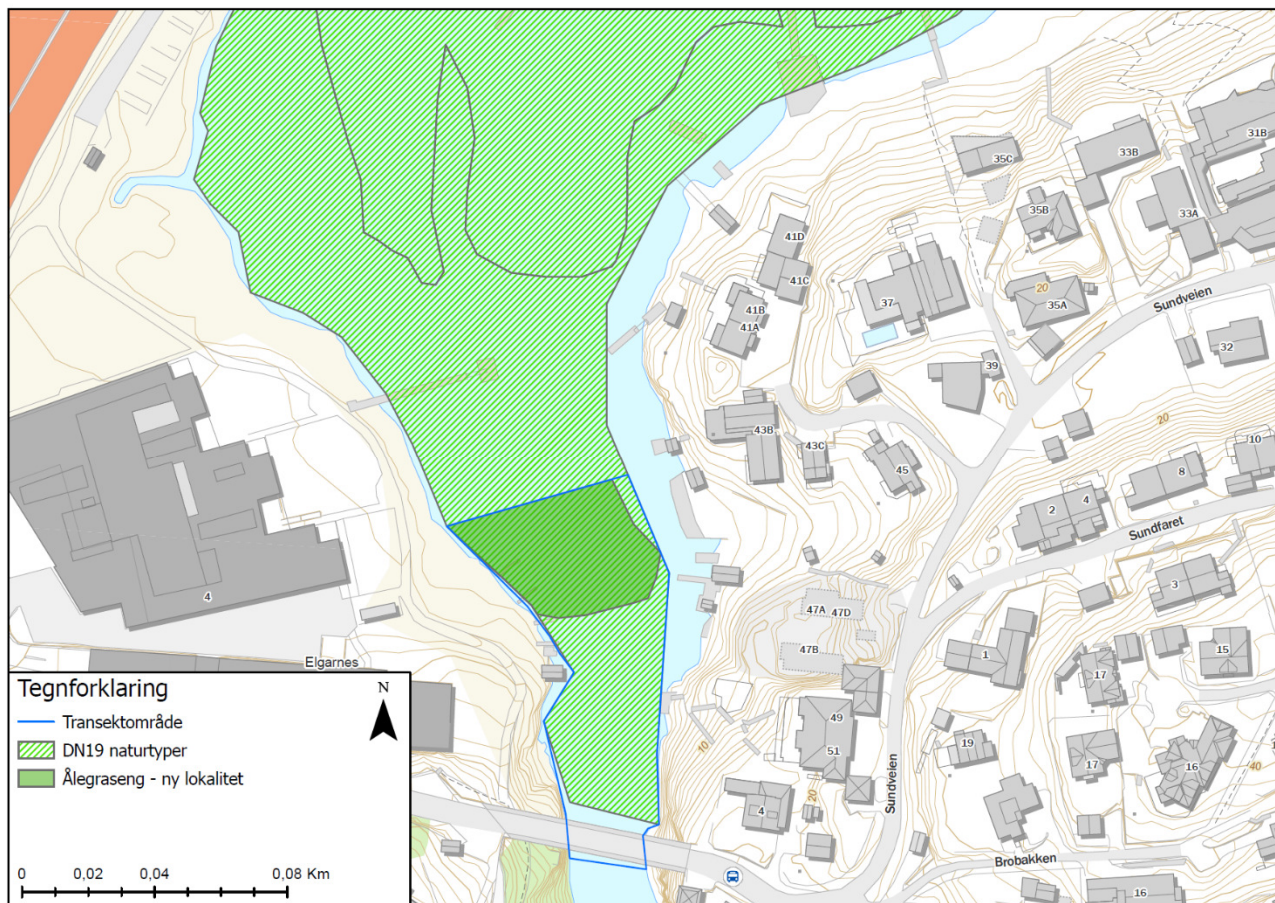 31B
33B
35C
33A
35B
41D
41C
20
Sundveien
37
35A
41B
41A
32
39
20
43B
43C
10
45
8
4
2
Sundfaret
3
4
47A 47D
47B
1
15
Elgarnes
17
Tegnforklaring
N
Transektområde
DN19 naturtyper
Ålegraseng - ny lokalitet
49
51
10
19
17
16
40
20
4
Sundveien
Brobakken
16
0 0,02 0,04 0,08 Km